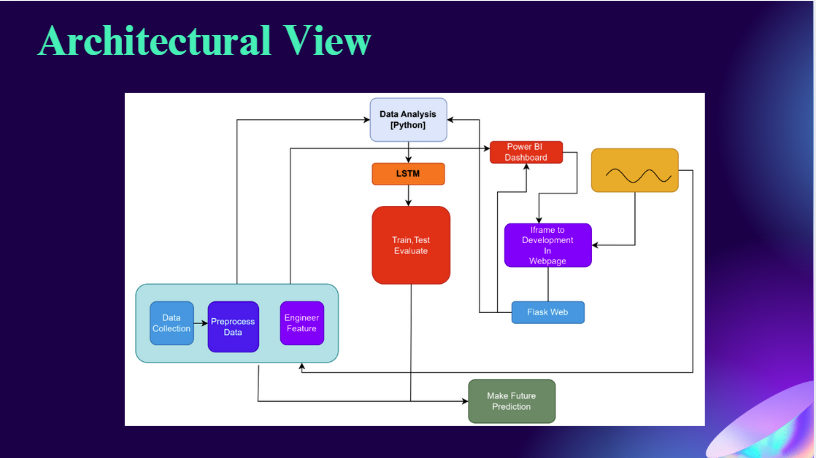 Architectural View
Data Analysis
[Python]
Power BI
Dashboard
LSTM
Train,Test
Evaluate
Iframe to
Development
In
Webpage
Data
Collection
Preprocess
Data
Engineer
Feature
Flask Web
Make Future
Prediction